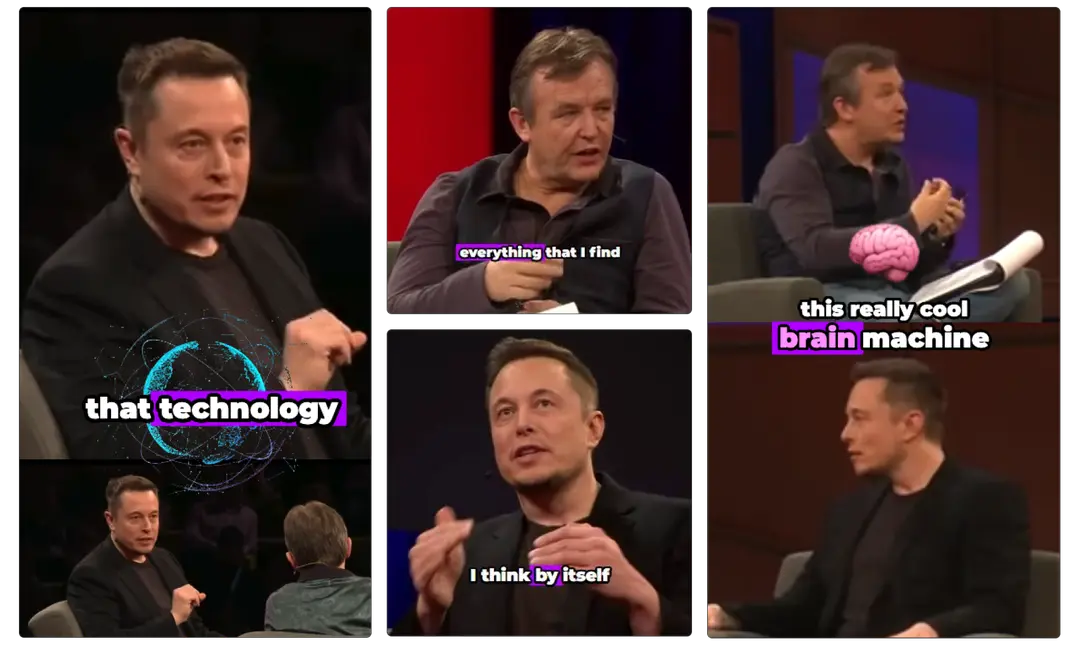 that technology
everything that I find
I think by itself
this really cool
brain machine